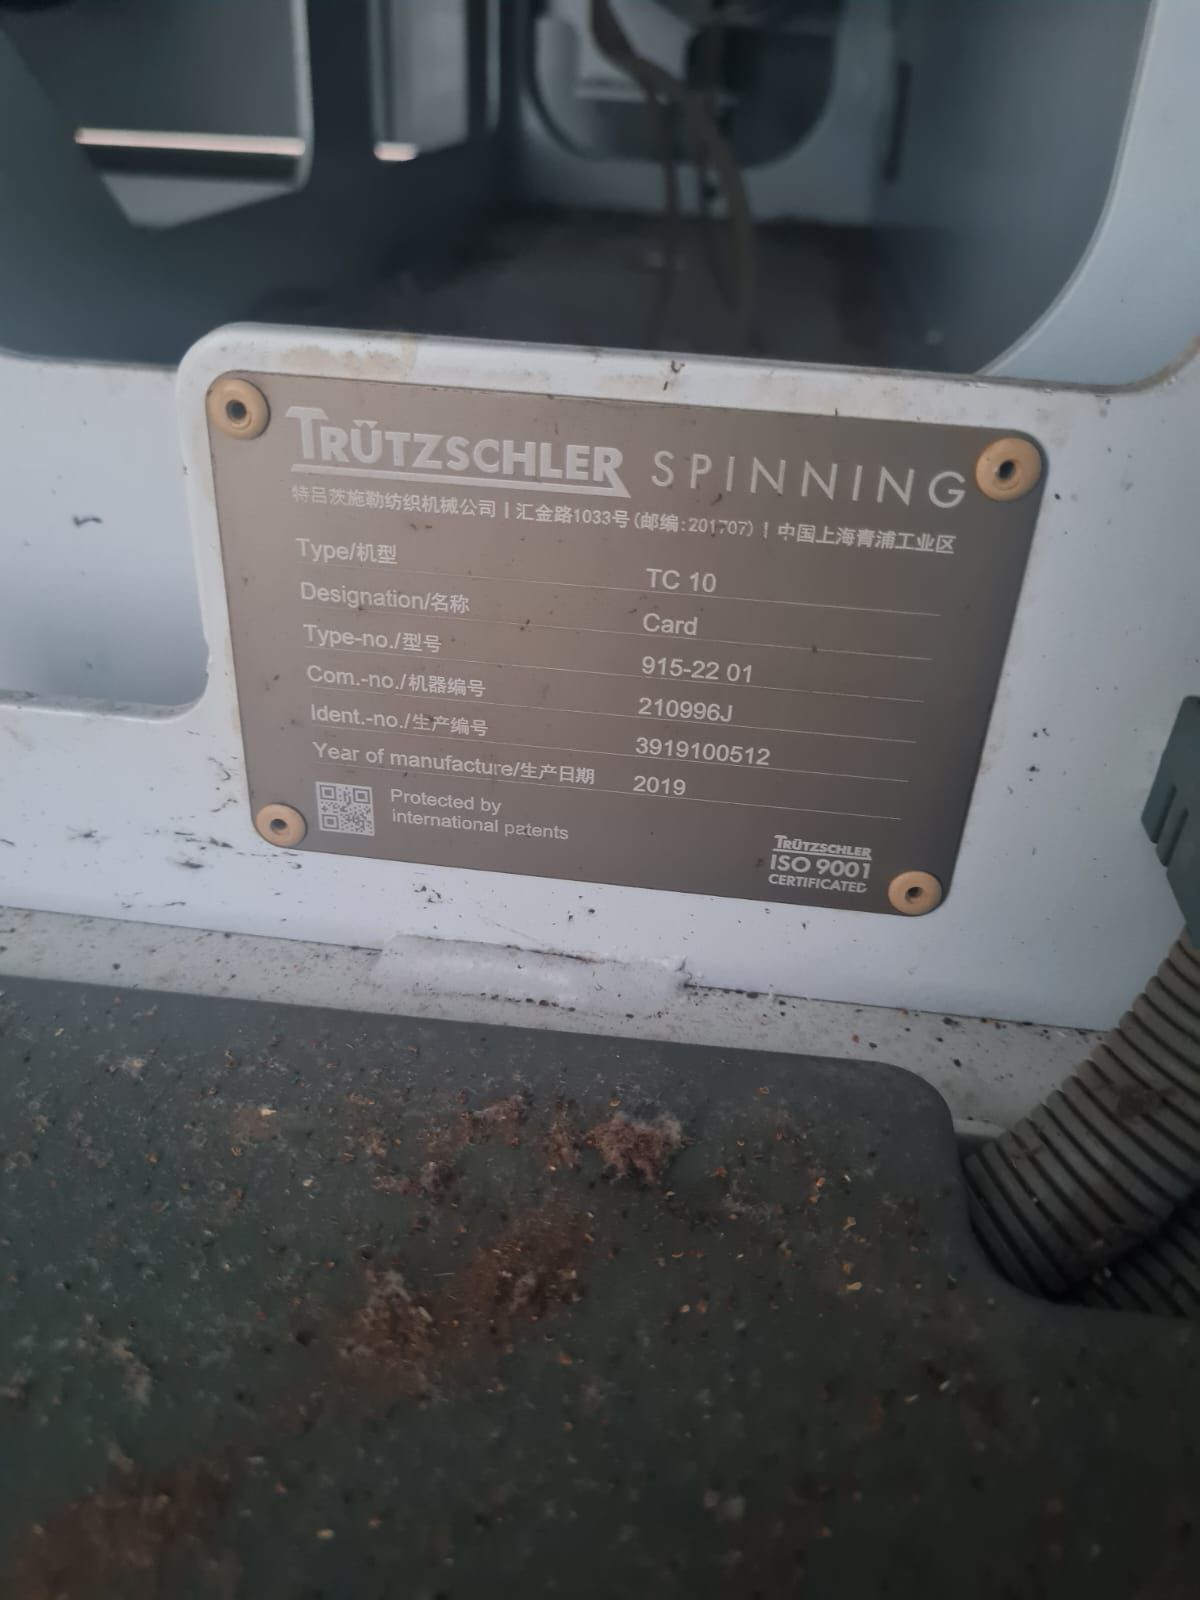 TRÜTZSCHLER SPINNING
特吕茨施勒纺织机械公司 | 汇金路1033号(邮编:201707) | 中国上海青浦工业区
Type/机型 TC 10
Designation/名称 Card
Type-no./型号 915-22 01
Com.-no./机器编号 210996J
Ident.-no./生产编号 3919100512
Year of manufacture/生产日期 2019
Protected by
international patents
TRÜTZSCHLER
ISO 9001
CERTIFICATED